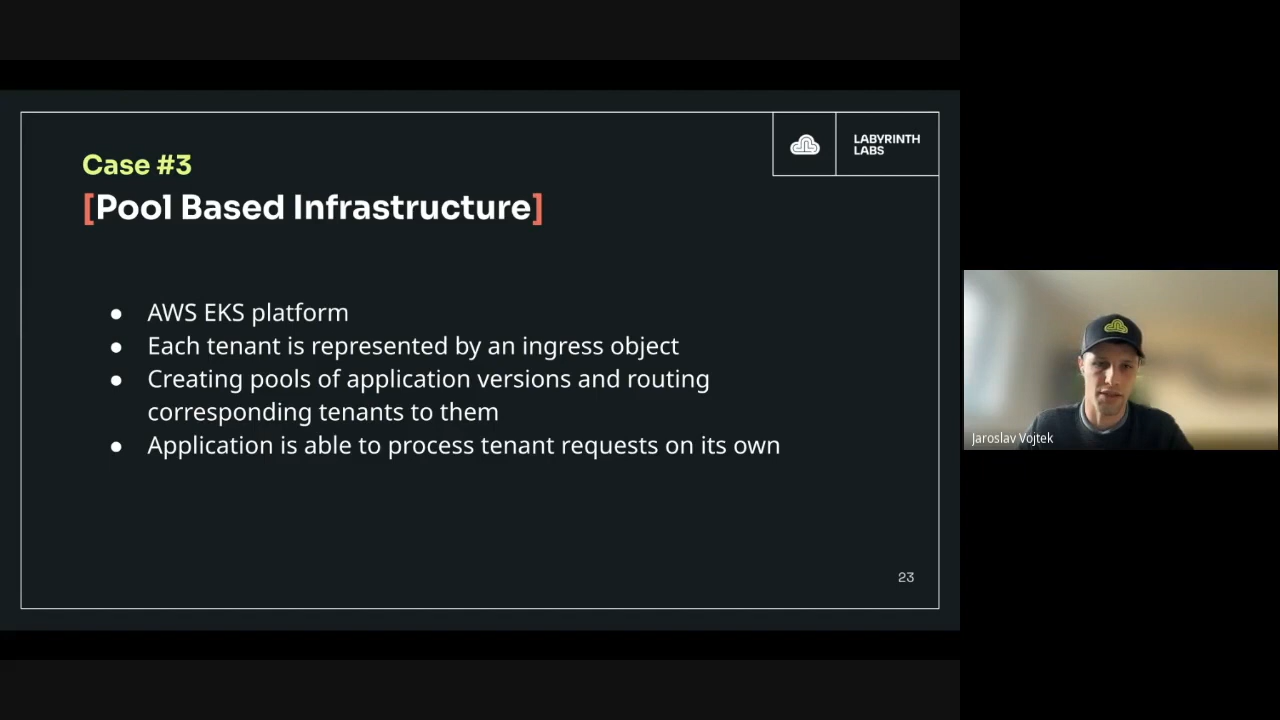 Case #3
[Pool Based Infrastructure]
LABYRINTH
LABS
● AWS EKS platform
● Each tenant is represented by an ingress object
● Creating pools of application versions and routing
corresponding tenants to them
● Application is able to process tenant requests on its own
23
Jaroslav Vojtek